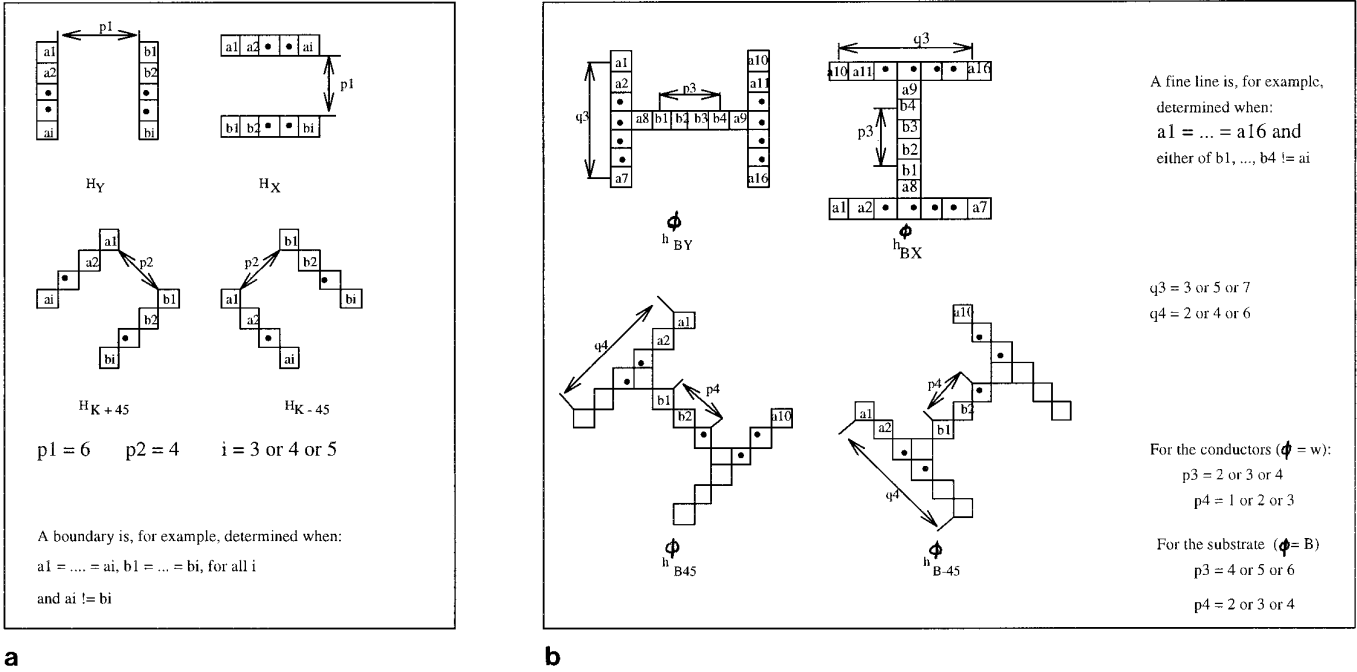 p1
a1
a2
ai
b1
b2
bi
H Y
a1 a2 ai
p1
b1 b2 bi
H X
a1
a2
ai
p2
b1
b2
bi
H K + 45
b1
b2
bi
p2
a1
a2
ai
H K - 45
p1 = 6 p2 = 4 i = 3 or 4 or 5
A boundary is, for example, determined when:
a1 = .... = ai, b1 = ... = bi, for all i
and ai != bi
a
a1
a2
q3
p3
a8 b1 b2 b3 b4 a9
a7
a10
a11
a16
h ϕ BY
q3
a10 a11 a16
a9
b4
p3
b3
b2
b1
a8
a1 a2 a7
h ϕ BX
A fine line is, for example,
determined when:
a1 = ... = a16 and
either of b1, ..., b4 != ai
q3 = 3 or 5 or 7
q4 = 2 or 4 or 6
q4
a1
a2
b1
b2
p4
a10
h ϕ B45
a10
p4
b2
b1
a1
a2
q4
h ϕ B-45
For the conductors (ϕ = w):
p3 = 2 or 3 or 4
p4 = 1 or 2 or 3
For the substrate (ϕ= B)
p3 = 4 or 5 or 6
p4 = 2 or 3 or 4
b